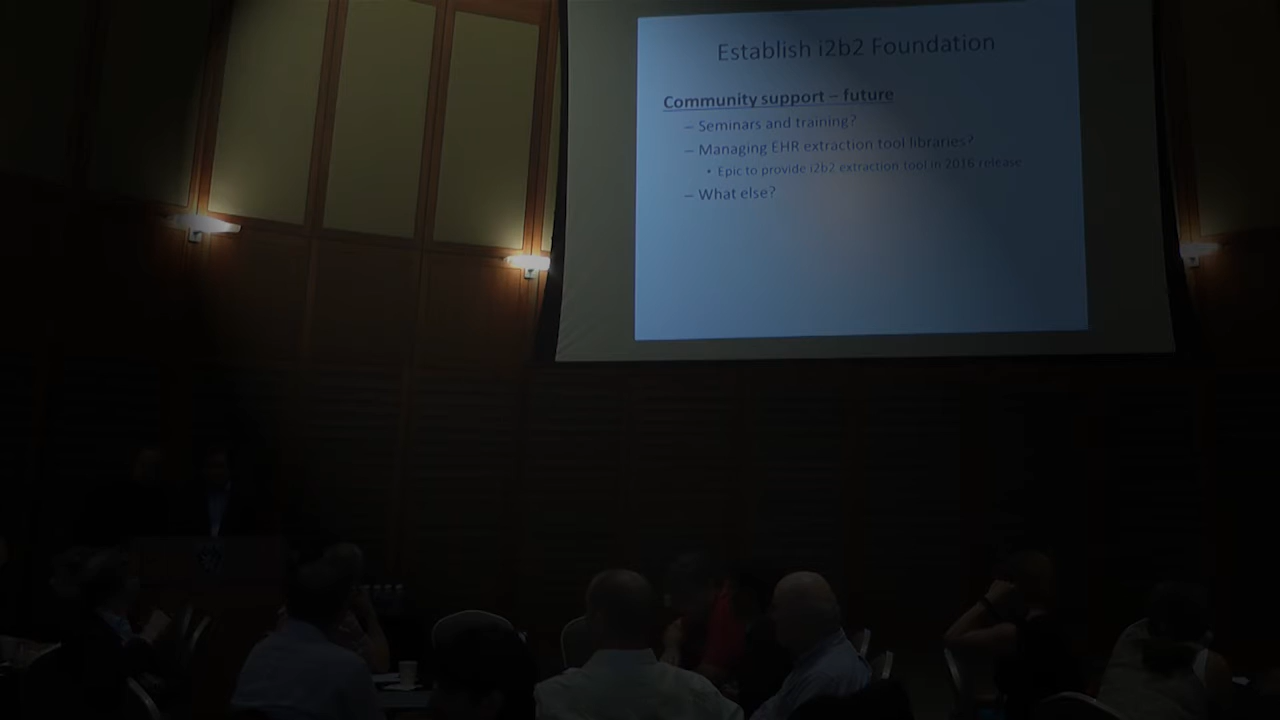 Establish i2b2 Foundation
Community support – future
– Seminars and training?
– Managing EHR extraction tool libraries?
• Epic to provide i2b2 extraction tool in 2016 release
– What else?